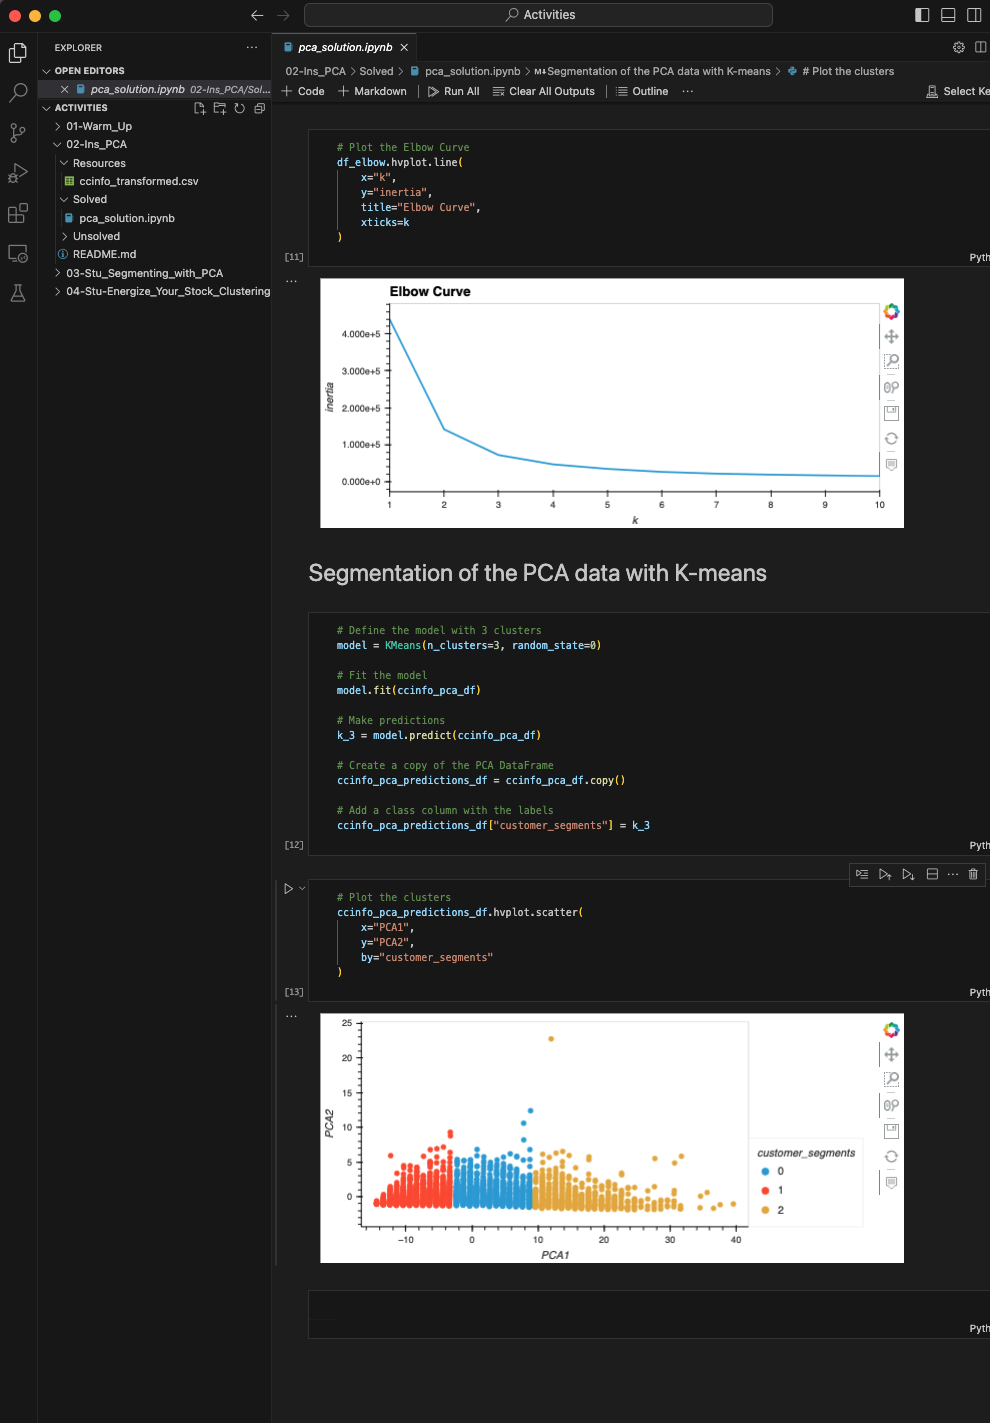 Activities
EXPLORER
OPEN EDITORS
pca_solution.ipynb 02-Ins_PCA/Sol...
ACTIVITIES
01-Warm_Up
02-Ins_PCA
Resources
ccinfo_transformed.csv
Solved
pca_solution.ipynb
Unsolved
README.md
03-Stu_Segmenting_with_PCA
04-Stu-Energize_Your_Stock_Clustering
pca_solution.ipynb
02-Ins_PCA > Solved > pca_solution.ipynb > M↓Segmentation of the PCA data with K-means > # Plot the clusters
+ Code + Markdown Run All Clear All Outputs Outline ... Select Ke
# Plot the Elbow Curve
df_elbow.hvplot.line(
x="k",
y="inertia",
title="Elbow Curve",
xticks=k
)
[11]
Pyth
Elbow Curve
4.000e+5
3.000e+5
2.000e+5
1.000e+5
0.000e+0
inertia
1 2 3 4 5 6 7 8 9 10
k
Segmentation of the PCA data with K-means
# Define the model with 3 clusters
model = KMeans(n_clusters=3, random_state=0)
# Fit the model
model.fit(ccinfo_pca_df)
# Make predictions
k_3 = model.predict(ccinfo_pca_df)
# Create a copy of the PCA DataFrame
ccinfo_pca_predictions_df = ccinfo_pca_df.copy()
# Add a class column with the labels
ccinfo_pca_predictions_df["customer_segments"] = k_3
[12]
Pyth
# Plot the clusters
ccinfo_pca_predictions_df.hvplot.scatter(
x="PCA1",
y="PCA2",
by="customer_segments"
)
[13]
Pyth
25
20
15
10
5
0
PCA2
−10 0 10 20 30 40
PCA1
customer_segments
0
1
2
Pyth